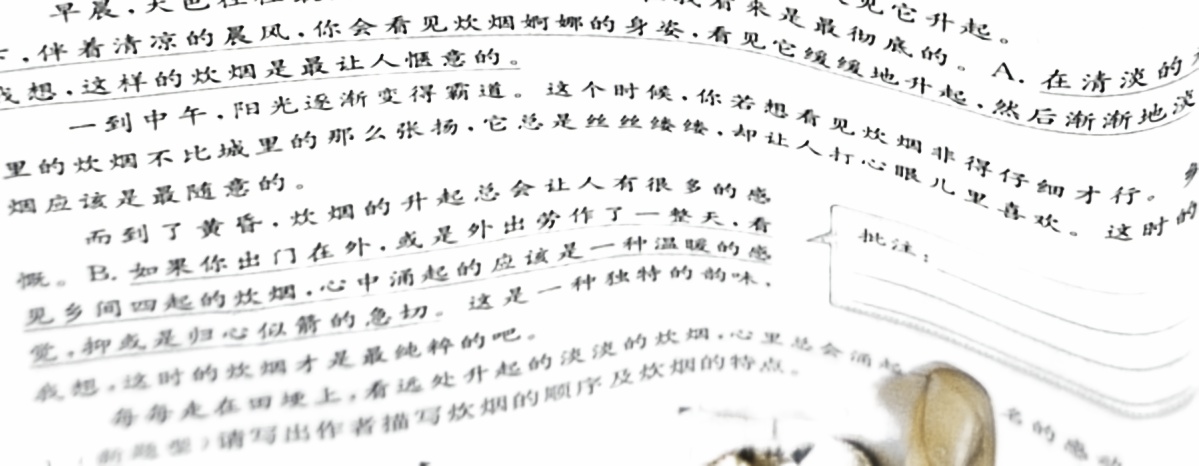 早晨，天色往往
见它升起。
看来是最彻底的。A. 在清淡的
，伴着清凉的晨风，你会看见炊烟婀娜的身姿，看见它缓缓地升起，然后渐渐地淡
我想，这样的炊烟是最让人惬意的。
一到中午，阳光逐渐变得霸道。这个时候，你若想看见炊烟非得仔细才行。
里的炊烟不比城里的那么张扬，它总是丝丝缕缕，却让人打心眼儿里喜欢。这时的
烟应该是最随意的。
而到了黄昏，炊烟的升起总会让人有很多的感
慨。B. 如果你出门在外，或是外出劳作了一整天，看
见乡间四起的炊烟，心中涌起的应该是一种温暖的感
觉，抑或是归心似箭的急切。这是一种独特的韵味，
我想，这时的炊烟才是最纯粹的吧。
每每走在田埂上，看远处升起的淡淡的炊烟，心里总会涌起
名的感动
新题型）请写出作者描写炊烟的顺序及炊烟的特点。
批注：